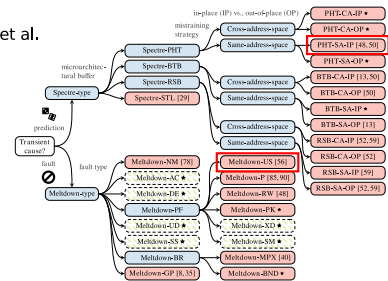 et al.
in-place (IP) vs., out-of-place (OP)
mistraining strategy
microarchitectural buffer
prediction
Transient cause?
fault
fault type
Spectre-type
Meltdown-type
Spectre-PHT
Spectre-BTB
Spectre-RSB
Spectre-STL [29]
Cross-address-space
Same-address-space
Cross-address-space
Same-address-space
Cross-address-space
Same-address-space
PHT-CA-IP ★
PHT-CA-OP ★
PHT-SA-IP [48, 50]
PHT-SA-OP ★
BTB-CA-IP [13, 50]
BTB-CA-OP [50]
BTB-SA-IP ★
BTB-SA-OP [13]
RSB-CA-IP [52, 59]
RSB-CA-OP [52]
RSB-SA-IP [59]
RSB-SA-OP [52, 59]
Meltdown-NM [78]
Meltdown-AC ★
Meltdown-DE ★
Meltdown-PF
Meltdown-UD ★
Meltdown-SS ★
Meltdown-BR
Meltdown-GP [8, 35]
Meltdown-US [56]
Meltdown-P [85, 90]
Meltdown-RW [48]
Meltdown-PK ★
Meltdown-XD ★
Meltdown-SM ★
Meltdown-MPX [40]
Meltdown-BND ★